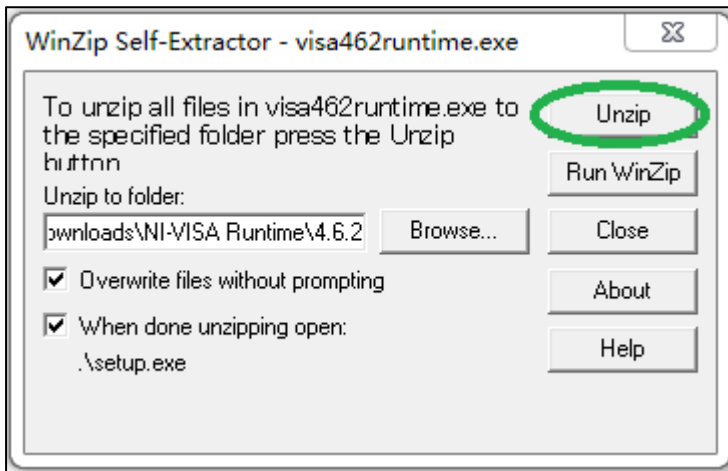 WinZip Self-Extractor - visa462runtime.exe
To unzip all files in visa462runtime.exe to
the specified folder press the Unzip
button
Unzip to folder:
ownloads\NI-VISA Runtime\4.6.2
Browse...
Overwrite files without prompting
When done unzipping open:
.\setup.exe
Unzip
Run WinZip
Close
About
Help